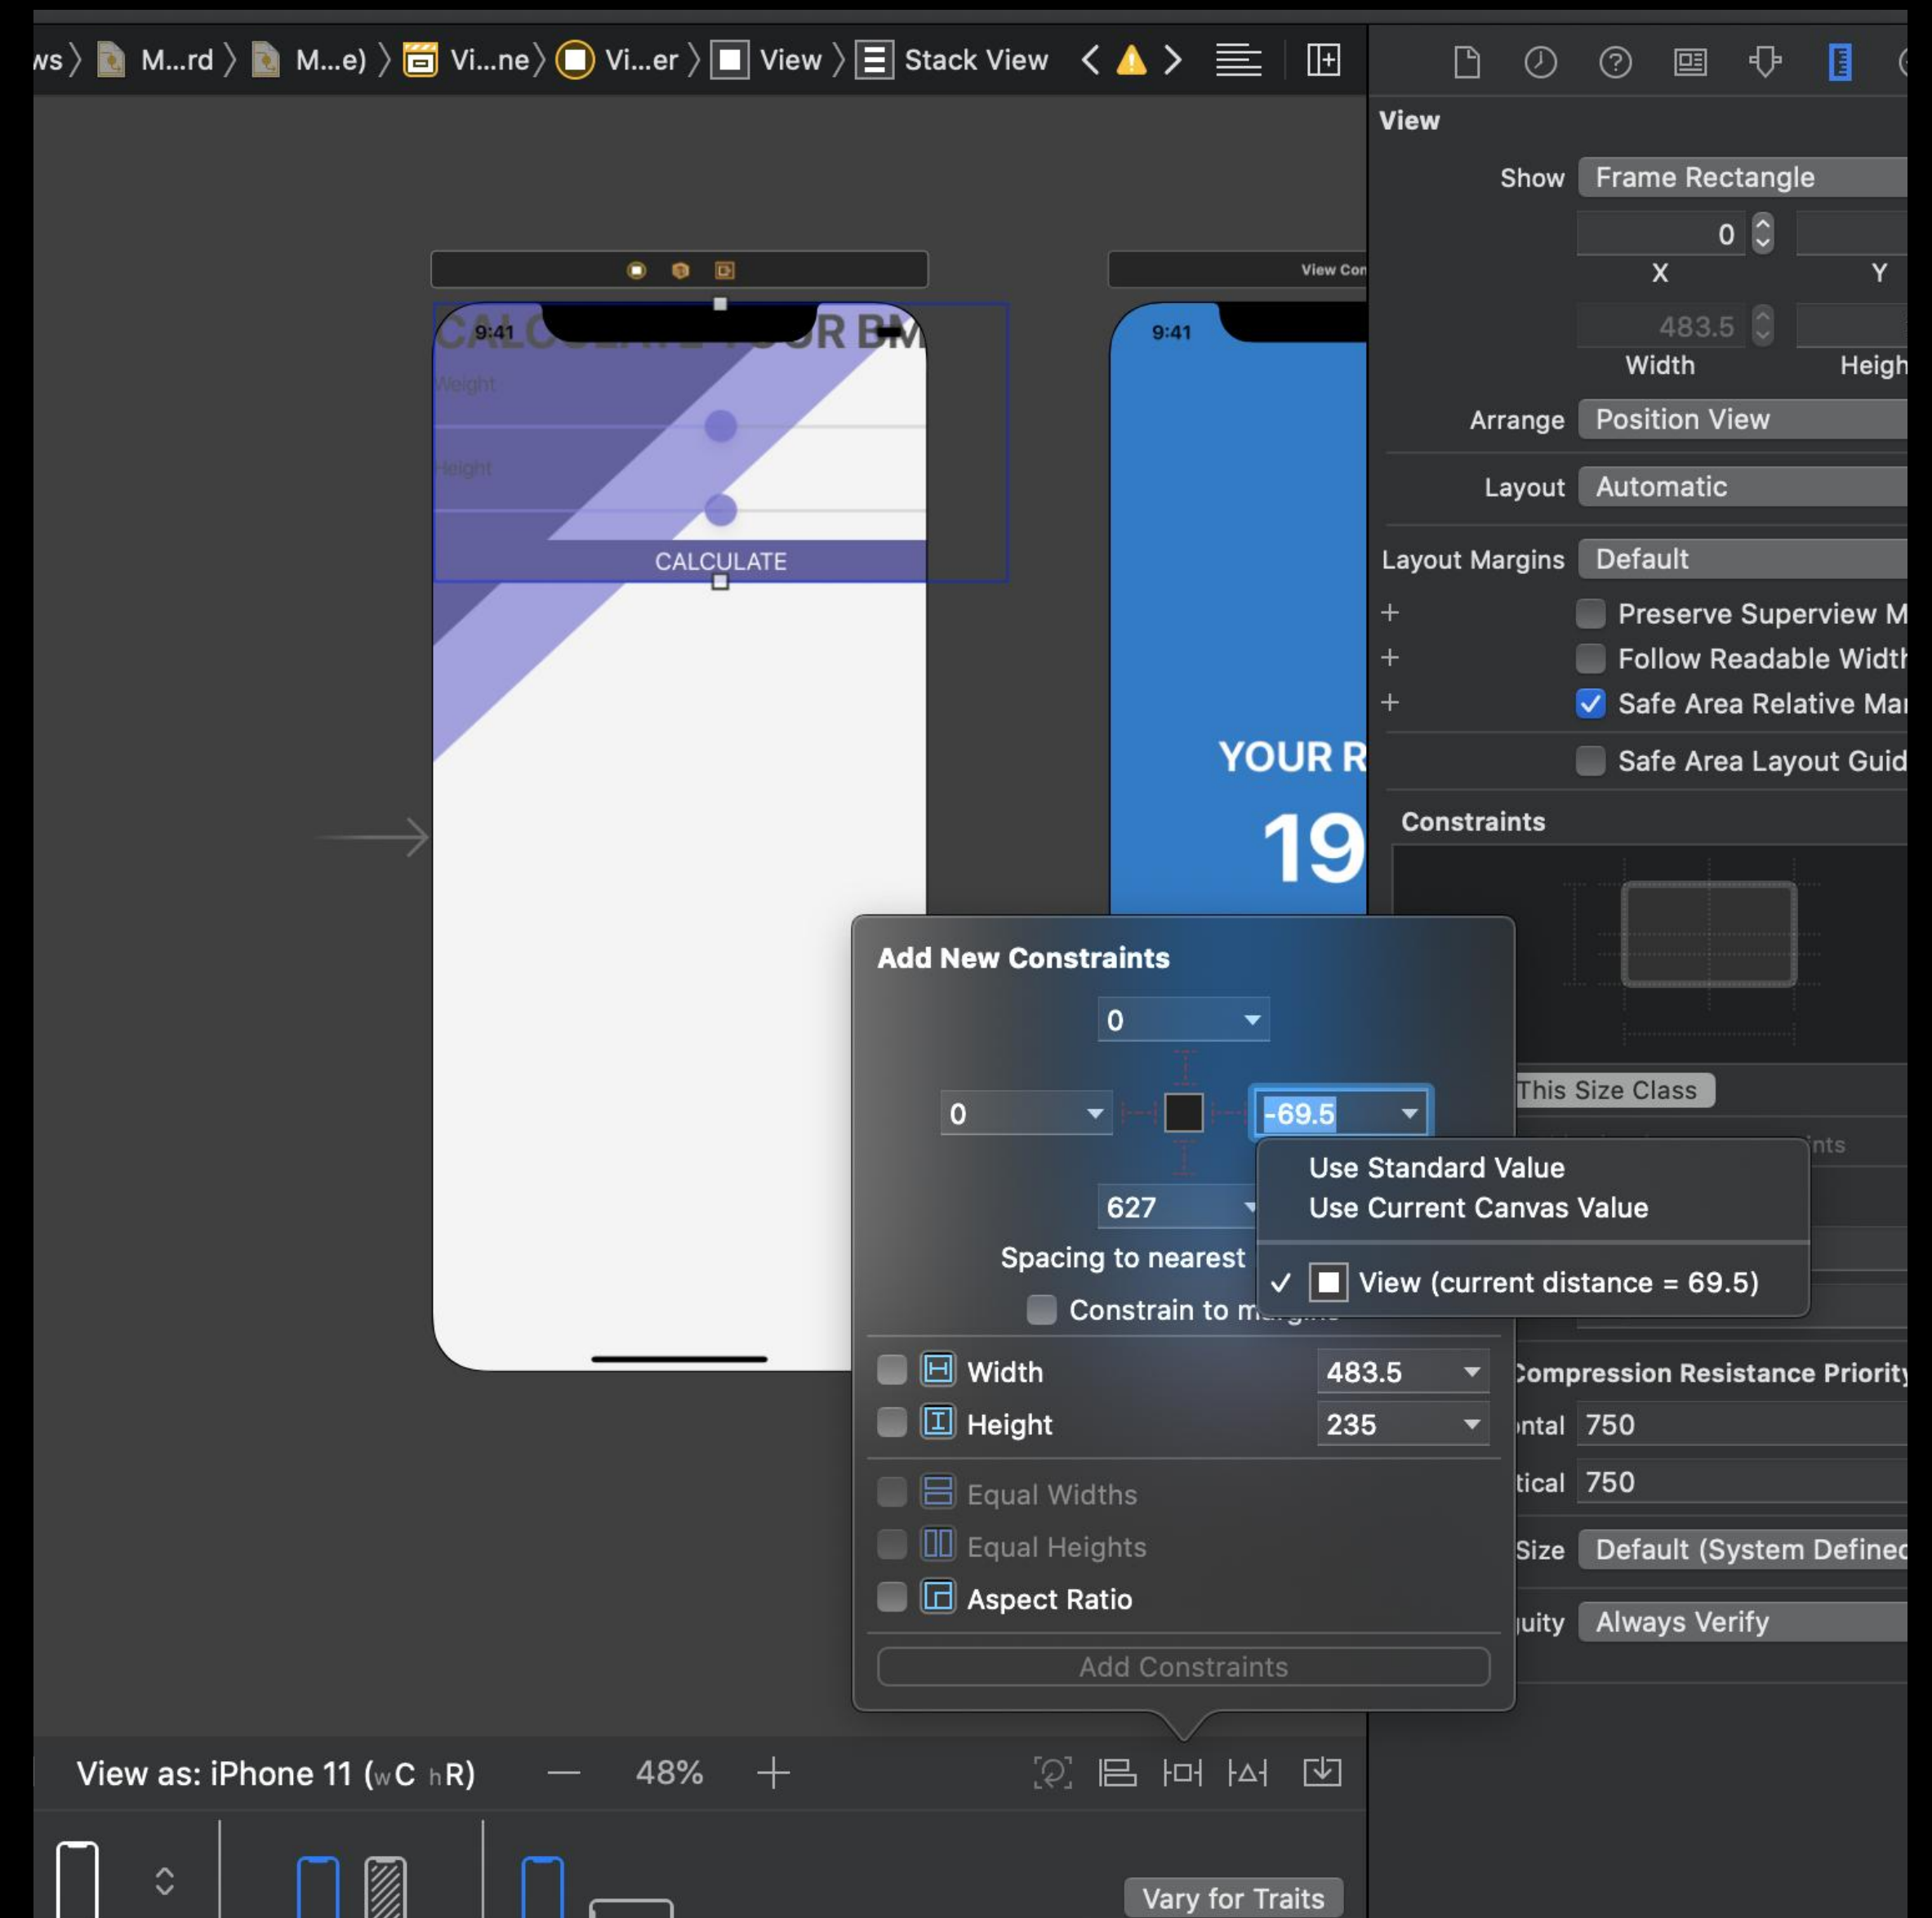 ws M...rd M...e) Vi...ne Vi...er View Stack View
View
Show Frame Rectangle
0
X Y
483.5
Width Heigh
Arrange Position View
Layout Automatic
Layout Margins Default
Preserve Superview M
Follow Readable Widt
Safe Area Relative Mar
Safe Area Layout Guid
Constraints
This Size Class
nts
View Con
9:41
R BM
Weight
Height
CALCULATE
9:41
YOUR R
19
Add New Constraints
0
0
-69.5
627
Use Standard Value
Use Current Canvas Value
View (current distance = 69.5)
Spacing to nearest
Constrain to
Width 483.5
Height 235
Equal Widths
Equal Heights
Aspect Ratio
Add Constraints
Compression Resistance Priority
ntal 750
tical 750
Size Default (System Defined
uity Always Verify
View as: iPhone 11 (wC hR) — 48% +
Vary for Traits